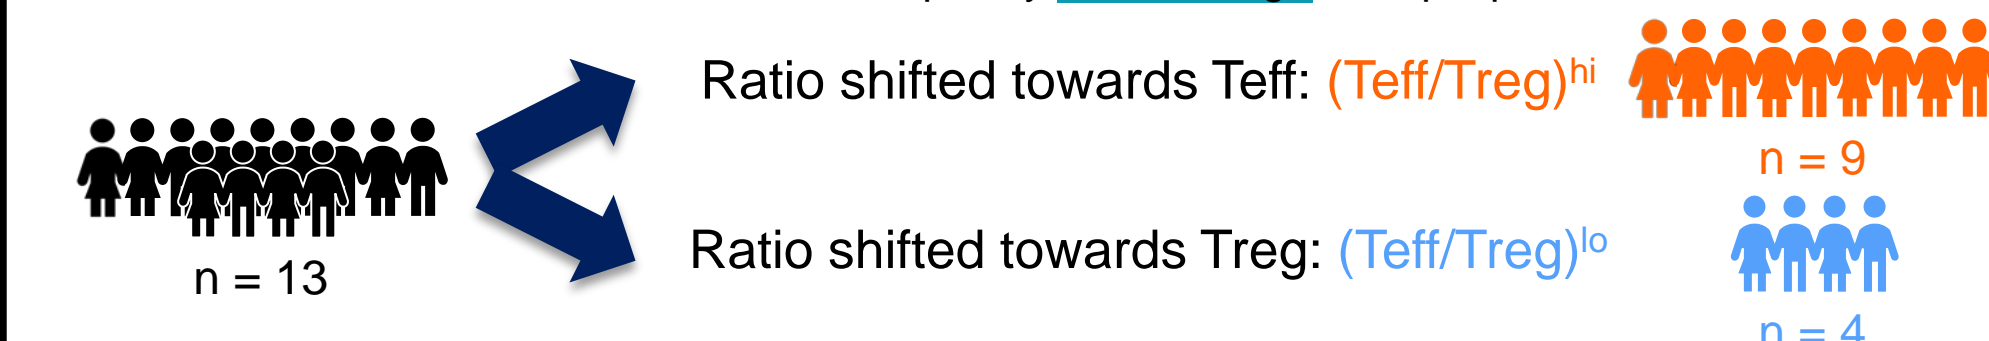 Ratio shifted towards Teff: (Teff/Treg)hi
n = 9
n = 13
Ratio shifted towards Treg: (Teff/Treg)lo
n = 4